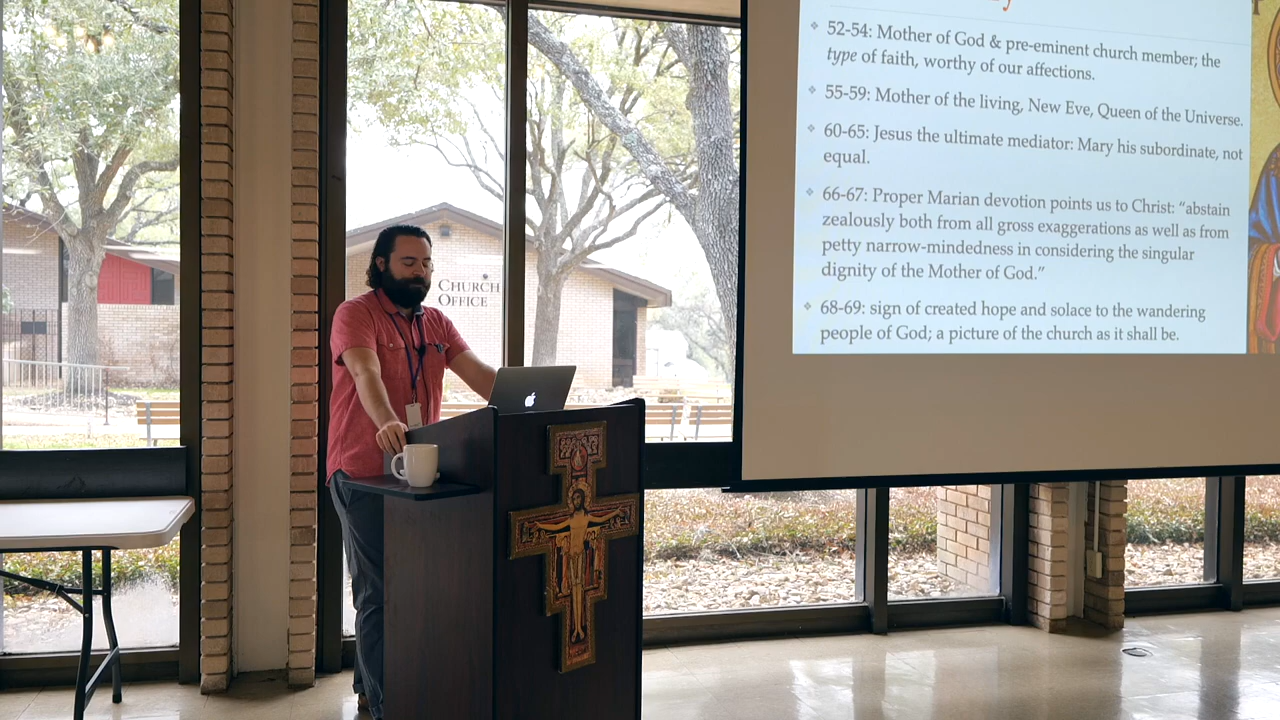 52-54: Mother of God & pre-eminent church member; the
type of faith, worthy of our affections.
55-59: Mother of the living, New Eve, Queen of the Universe.
60-65: Jesus the ultimate mediator: Mary his subordinate, not
equal.
66-67: Proper Marian devotion points us to Christ: “abstain
zealously both from all gross exaggerations as well as from
petty narrow-mindedness in considering the singular
dignity of the Mother of God.”
68-69: sign of created hope and solace to the wandering
people of God; a picture of the church as it shall be.
CHURCH
OFFICE